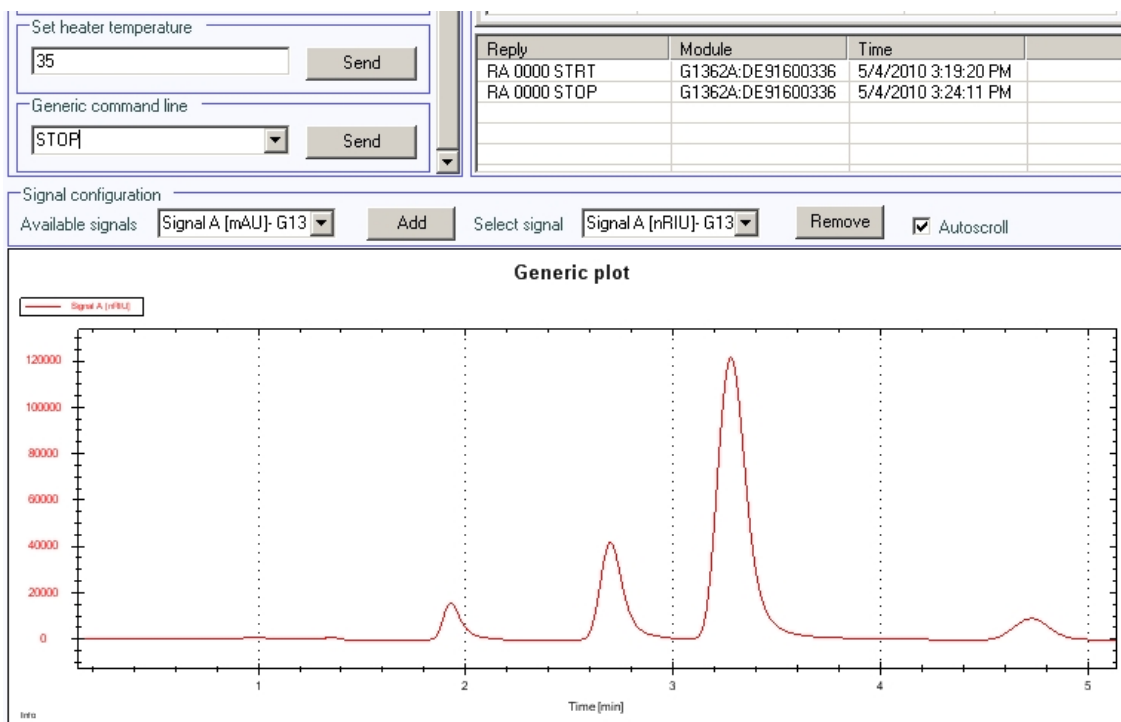 Set heater temperature
35
Send
Generic command line
STOP
Send
Reply Module Time
RA 0000 STRT G1362A:DE91600336 5/4/2010 3:19:20 PM
RA 0000 STOP G1362A:DE91600336 5/4/2010 3:24:11 PM
Signal configuration
Available signals Signal A [mAU]- G13 Add Select signal Signal A [nRIU]- G13 Remove Autoscroll
Generic plot
Signal A [nRIU]
120000
100000
80000
60000
40000
20000
0
1 2 3 4 5
Time [min]
Info